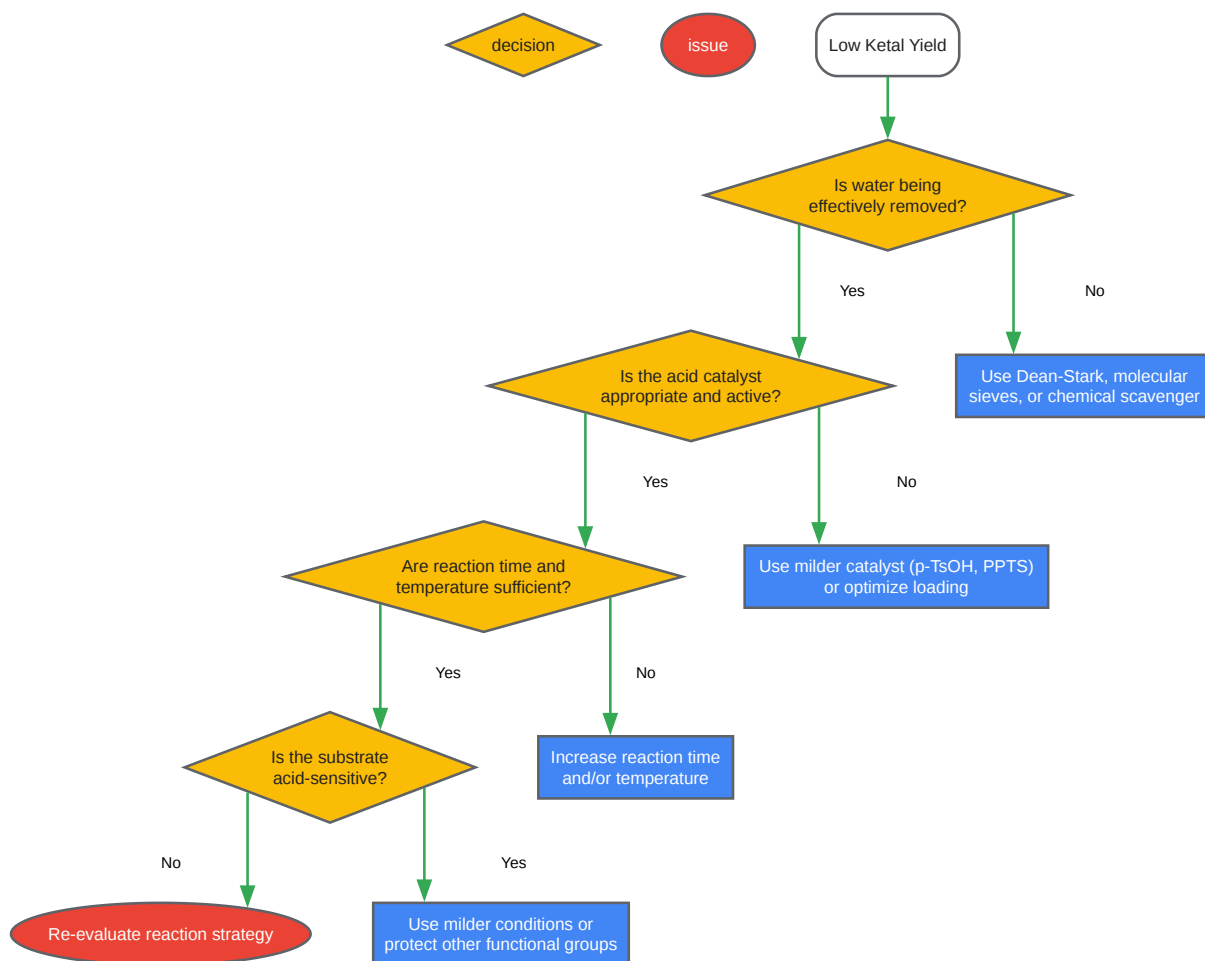 decision
issue
Low Ketal Yield
Is water being
effectively removed?
Yes
No
Is the acid catalyst
appropriate and active?
Use Dean-Stark, molecular
sieves, or chemical scavenger
Yes
No
Are reaction time and
temperature sufficient?
Use milder catalyst (p-TsOH, PPTS)
or optimize loading
Yes
No
Is the substrate
acid-sensitive?
Increase reaction time
and/or temperature
No
Yes
Re-evaluate reaction strategy
Use milder conditions or
protect other functional groups